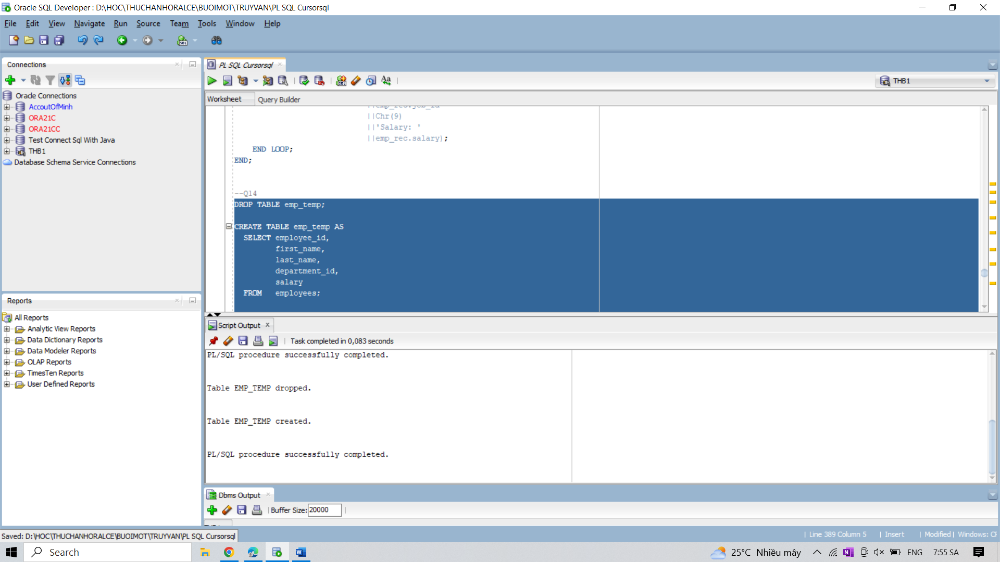 Oracle SQL Developer : D:\HOC\THUCHANHORALCE\BUOIMOT\TRUYVAN\PL SQL Cursorsql
File Edit View Navigate Run Source Team Tools Window Help
Connections
Oracle Connections
AccoutOfMinh
ORA21C
ORA21CC
Test Connect Sql With Java
THB1
Database Schema Service Connections
Reports
All Reports
Analytic View Reports
Data Dictionary Reports
Data Modeler Reports
OLAP Reports
TimesTen Reports
User Defined Reports
PL SQL Cursorsql
THB1
Worksheet Query Builder
||emp_rec.job_id
||Chr(9)
||'Salary: '
||emp_rec.salary);
END LOOP;
END;
--Q14
DROP TABLE emp_temp;
CREATE TABLE emp_temp AS
SELECT employee_id,
first_name,
last_name,
department_id,
salary
FROM employees;
Script Output
Task completed in 0,083 seconds
PL/SQL procedure successfully completed.
Table EMP_TEMP dropped.
Table EMP_TEMP created.
PL/SQL procedure successfully completed.
Dbms Output
Buffer Size: 20000
Saved: D:\HOC\THUCHANHORALCE\BUOIMOT\TRUYVAN\PL SQL Cursorsql
| Line 389 Column 5 | Insert | Modified | Windows: CF
Search
25°C Nhiều mây ENG 7:55 SA